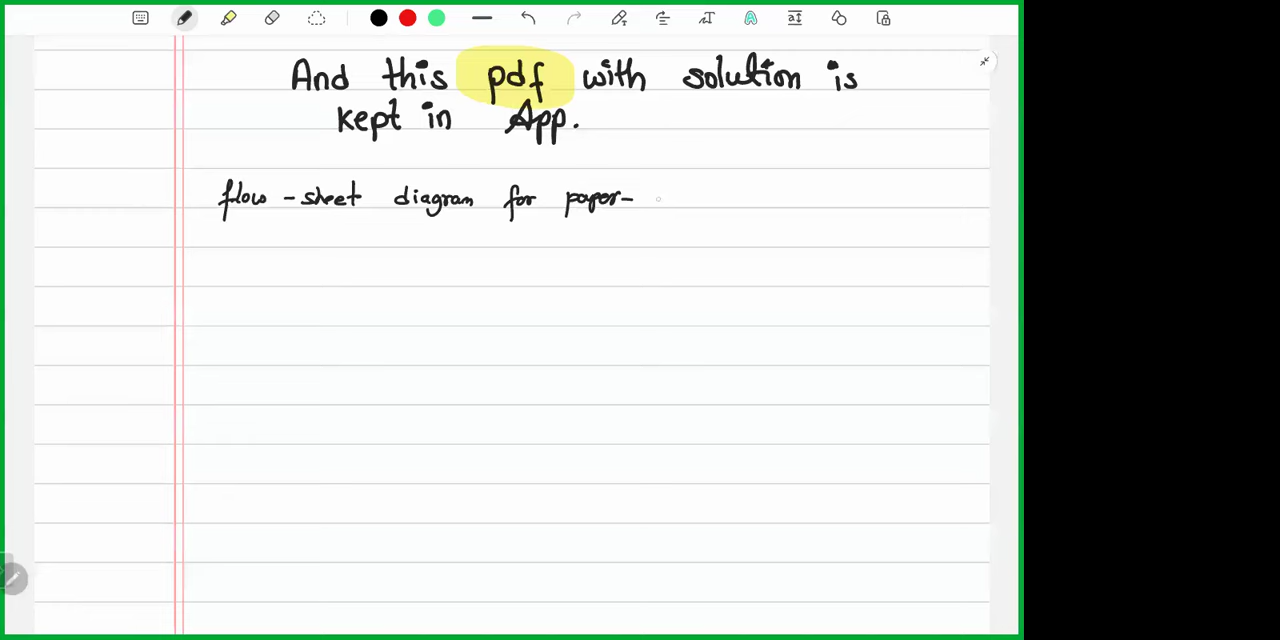 And this pdf with solution is
kept in App.
flow - sheet diagram for paper-